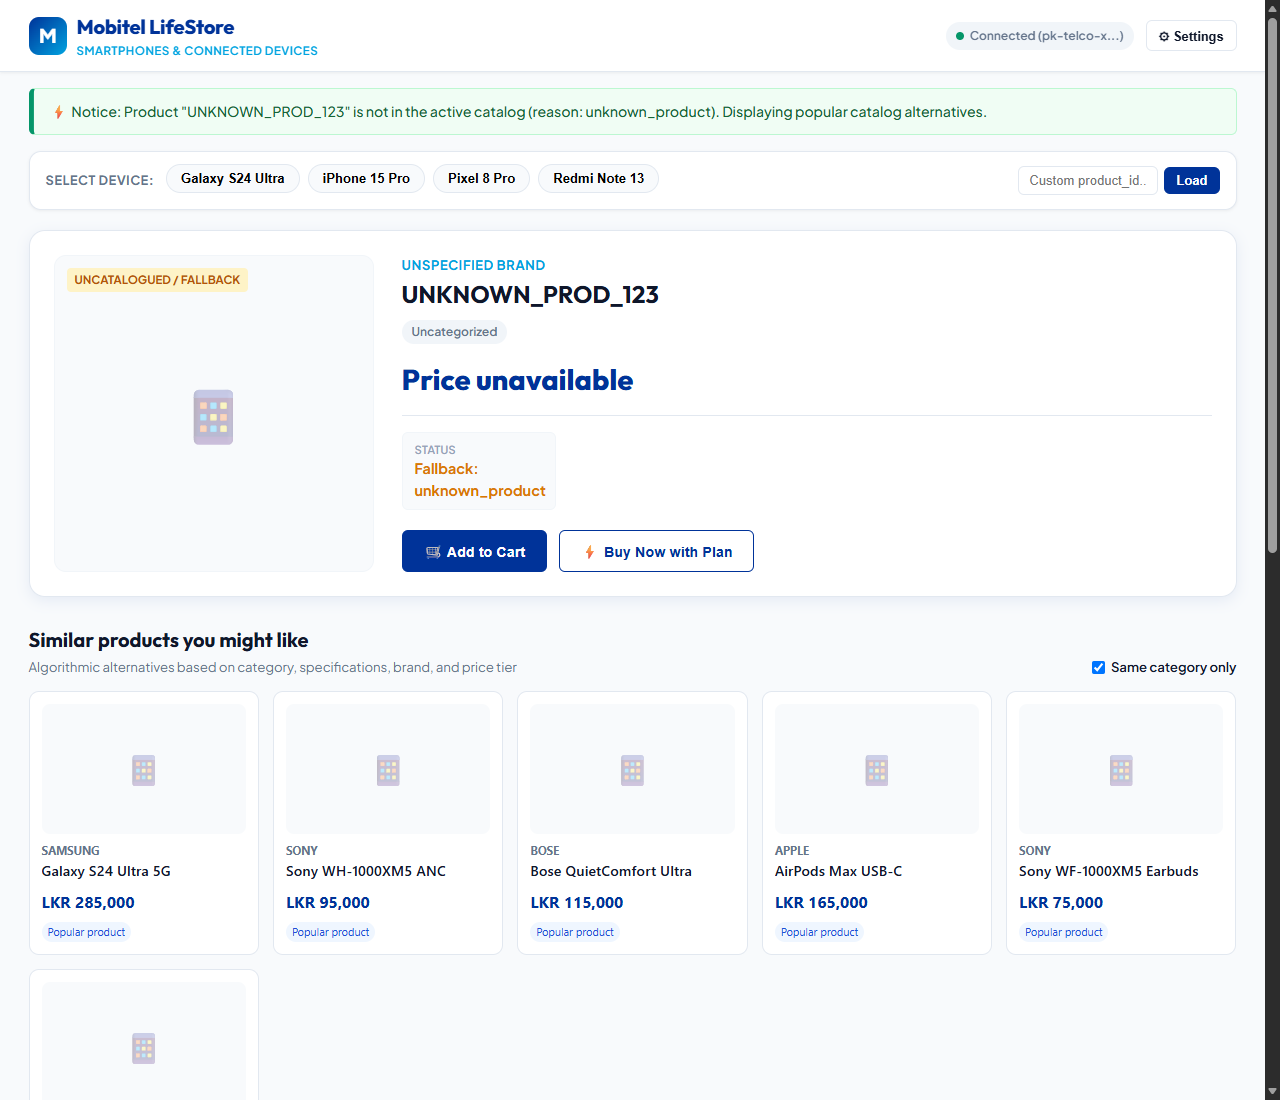 M
Mobitel LifeStore
SMARTPHONES & CONNECTED DEVICES
Connected (pk-telco-x...)
⚙ Settings
⚡ Notice: Product "UNKNOWN_PROD_123" is not in the active catalog (reason: unknown_product). Displaying popular catalog alternatives.
SELECT DEVICE:
Galaxy S24 Ultra
iPhone 15 Pro
Pixel 8 Pro
Redmi Note 13
Custom product_id..
Load
UNCATALOGUED / FALLBACK
UNSPECIFIED BRAND
UNKNOWN_PROD_123
Uncategorized
Price unavailable
STATUS
Fallback:
unknown_product
🛒 Add to Cart
⚡ Buy Now with Plan
Similar products you might like
Algorithmic alternatives based on category, specifications, brand, and price tier
Same category only
SAMSUNG
Galaxy S24 Ultra 5G
LKR 285,000
Popular product
SONY
Sony WH-1000XM5 ANC
LKR 95,000
Popular product
BOSE
Bose QuietComfort Ultra
LKR 115,000
Popular product
APPLE
AirPods Max USB-C
LKR 165,000
Popular product
SONY
Sony WF-1000XM5 Earbuds
LKR 75,000
Popular product